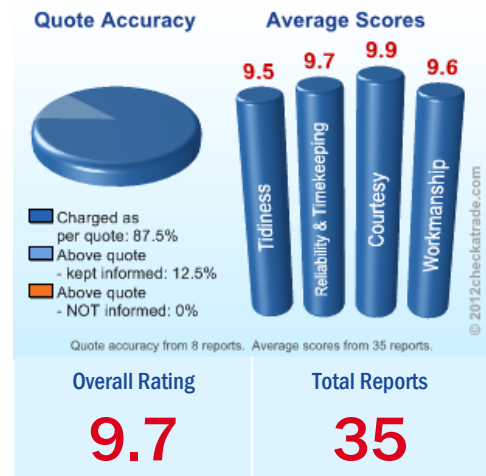 Quote Accuracy
Average Scores
9.5
9.7
9.9
9.6
Tidiness
Reliability & Timekeeping
Courtesy
Workmanship
Charged as
per quote: 87.5%
Above quote
- kept informed: 12.5%
Above quote
- NOT informed: 0%
© 2012checkatrade.com
Quote accuracy from 8 reports. Average scores from 35 reports.
Overall Rating
Total Reports
9.7
35